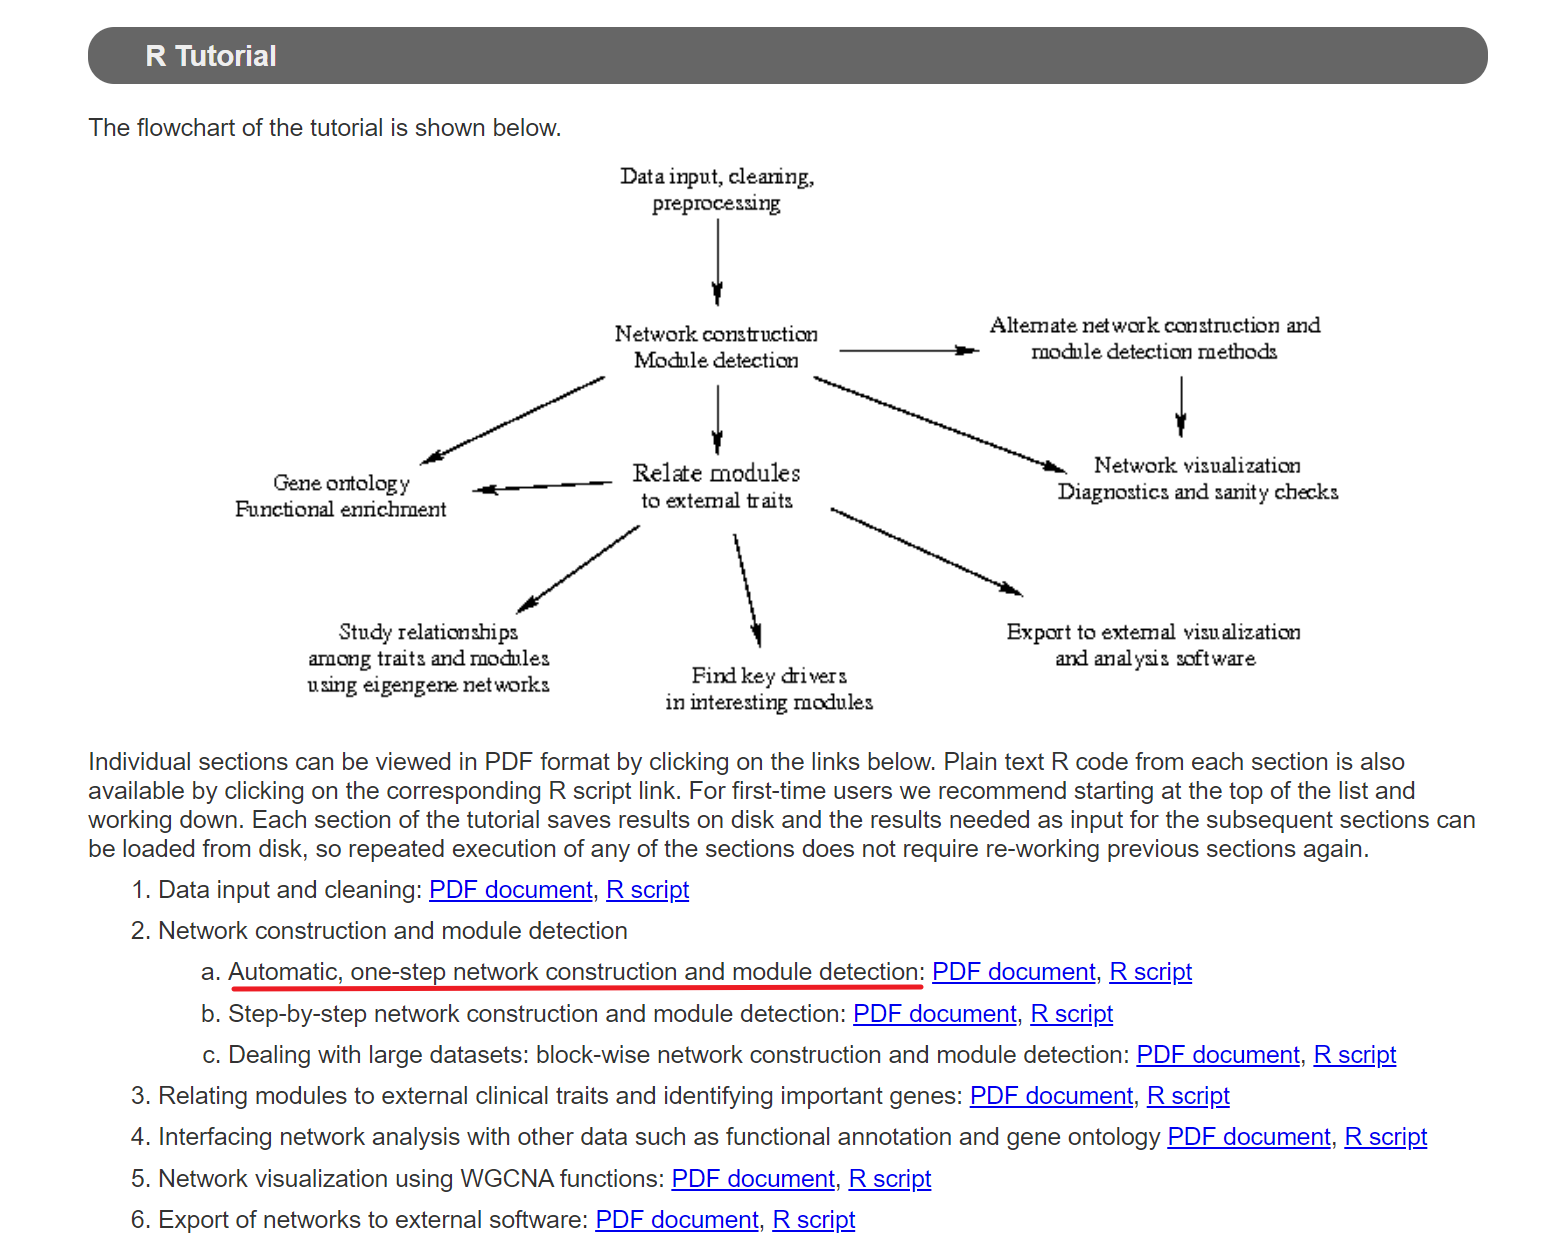 R Tutorial
The flowchart of the tutorial is shown below.
Data input, cleaning,
preprocessing
Network construction
Module detection
Alternate network construction and
module detection methods
Gene ontology
Functional enrichment
Relate modules
to external traits
Network visualization
Diagnostics and sanity checks
Study relationships
among traits and modules
using eigengene networks
Find key drivers
in interesting modules
Export to external visualization
and analysis software
Individual sections can be viewed in PDF format by clicking on the links below. Plain text R code from each section is also
available by clicking on the corresponding R script link. For first-time users we recommend starting at the top of the list and
working down. Each section of the tutorial saves results on disk and the results needed as input for the subsequent sections can
be loaded from disk, so repeated execution of any of the sections does not require re-working previous sections again.
1. Data input and cleaning: PDF document, R script
2. Network construction and module detection
a. Automatic, one-step network construction and module detection: PDF document, R script
b. Step-by-step network construction and module detection: PDF document, R script
c. Dealing with large datasets: block-wise network construction and module detection: PDF document, R script
3. Relating modules to external clinical traits and identifying important genes: PDF document, R script
4. Interfacing network analysis with other data such as functional annotation and gene ontology PDF document, R script
5. Network visualization using WGCNA functions: PDF document, R script
6. Export of networks to external software: PDF document, R script